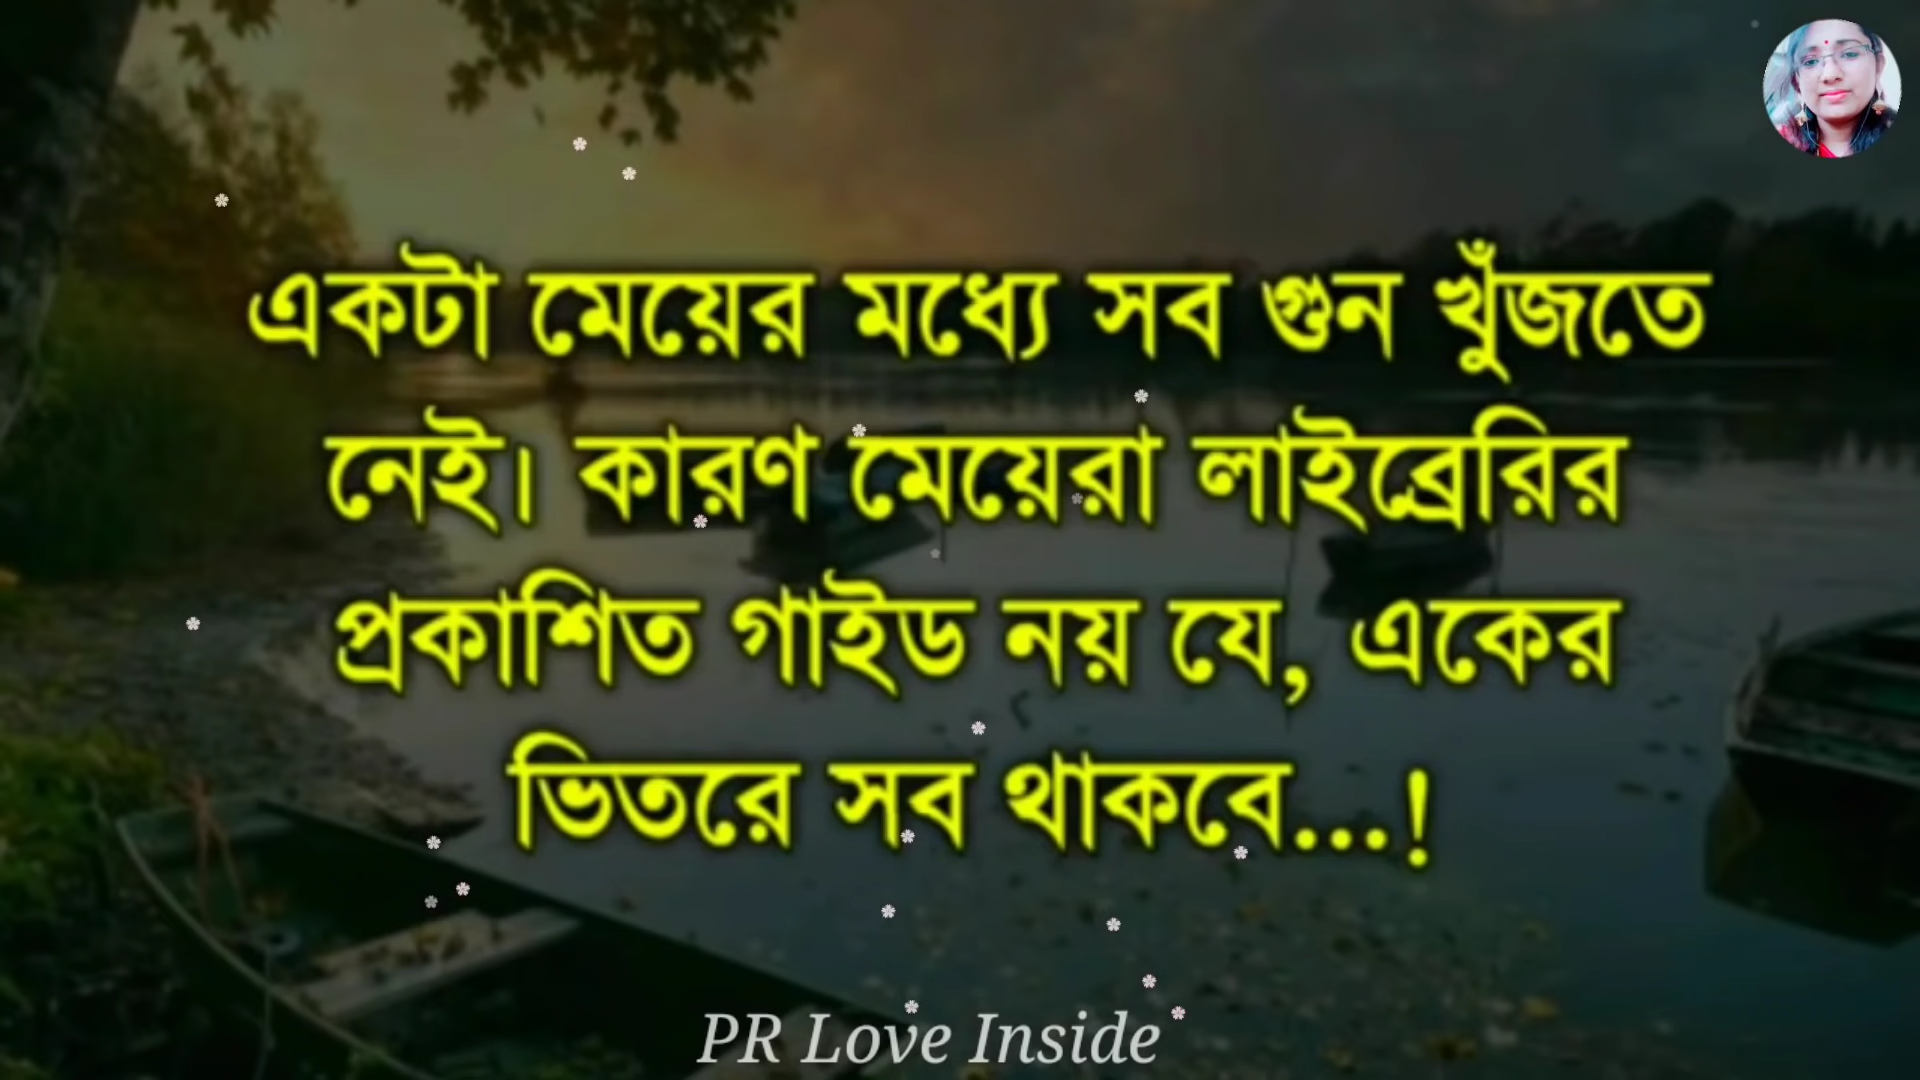 একটা মেয়ের মধ্যে সব গুন খুঁজতে
নেই। কারণ মেয়েরা লাইব্রেরির
প্রকাশিত গাইড নয় যে, একের
ভিতরে সব থাকবে...!
PR Love Inside